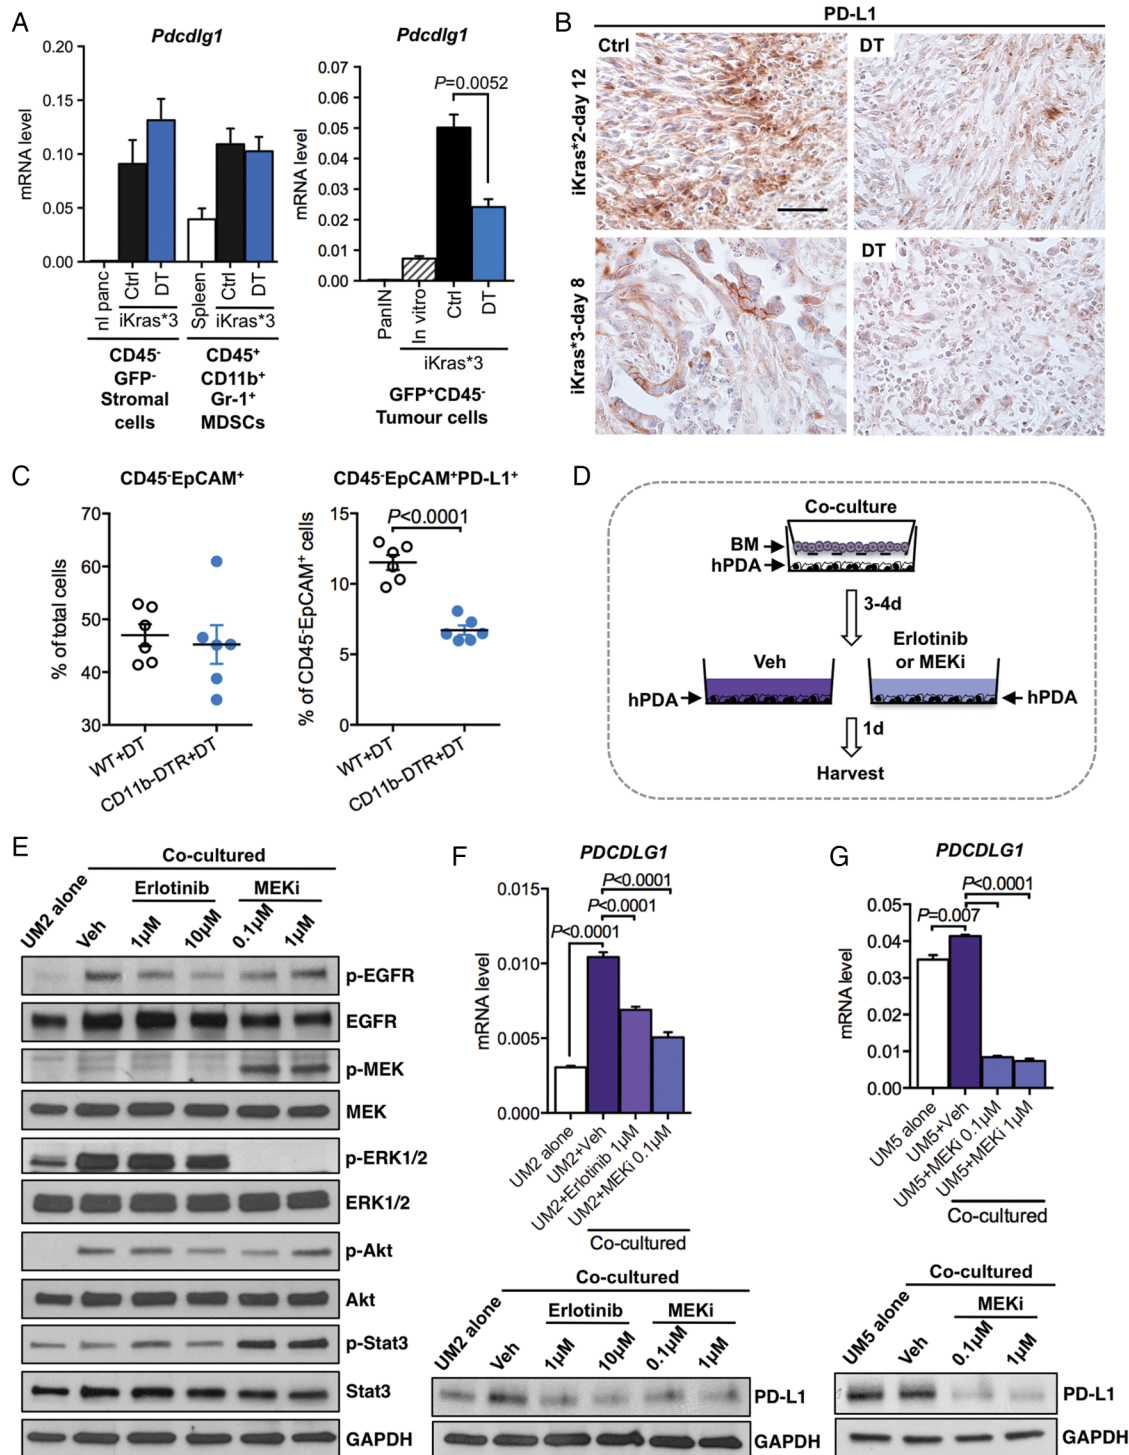 A
Pdcdlg1
mRNA level
0.20
0.15
0.10
0.05
0.00
nl panc
Ctrl
DT
Spleen
Ctrl
DT
iKras*3
iKras*3
CD45-
GFP-
Stromal
cells
CD45+
CD11b+
Gr-1+
MDSCs
Pdcdlg1
mRNA level
0.07
0.06
0.05
0.04
0.03
0.02
0.01
0.00
P=0.0052
PanIN
In vitro
Ctrl
DT
iKras*3
GFP+CD45-
Tumour cells
B
PD-L1
Ctrl
DT
iKras*2-day 12
DT
iKras*3-day 8
C
CD45-EpCAM+
% of total cells
70
60
50
40
30
WT+DT
CD11b-DTR+DT
CD45-EpCAM+PD-L1+
% of CD45-EpCAM+ cells
15
10
5
0
P<0.0001
WT+DT
CD11b-DTR+DT
D
Co-culture
BM
hPDA
3-4d
Veh
Erlotinib
or MEKi
hPDA
hPDA
1d
Harvest
E
Co-cultured
Erlotinib
MEKi
UM2 alone
Veh
1µM
10µM
0.1µM
1µM
p-EGFR
EGFR
p-MEK
MEK
p-ERK1/2
ERK1/2
p-Akt
Akt
p-Stat3
Stat3
GAPDH
F
PDCDLG1
mRNA level
0.015
0.010
0.005
0.000
P<0.0001
P<0.0001
P<0.0001
UM2 alone
UM2+Veh
UM2+Erlotinib 1µM
UM2+MEKi 0.1µM
Co-cultured
Co-cultured
Erlotinib
MEKi
UM2 alone
Veh
1µM
10µM
0.1µM
1µM
PD-L1
GAPDH
G
PDCDLG1
mRNA level
0.05
0.04
0.03
0.02
0.01
0.00
P<0.0001
P=0.007
UM5 alone
UM5+Veh
UM5+MEKi 0.1µM
UM5+MEKi 1µM
Co-cultured
Co-cultured
MEKi
UM5 alone
Veh
0.1µM
1µM
PD-L1
GAPDH